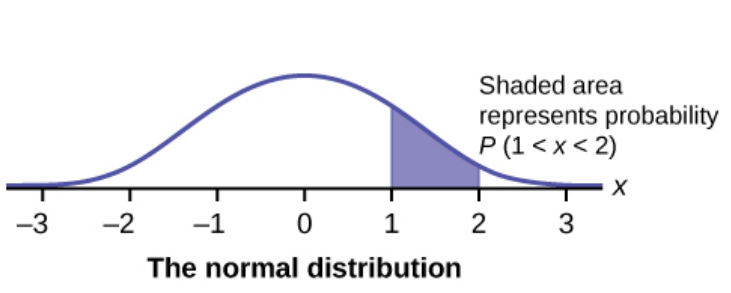 Shaded area
represents probability
P (1 < x < 2)
x
–3 –2 –1 0 1 2 3
The normal distribution